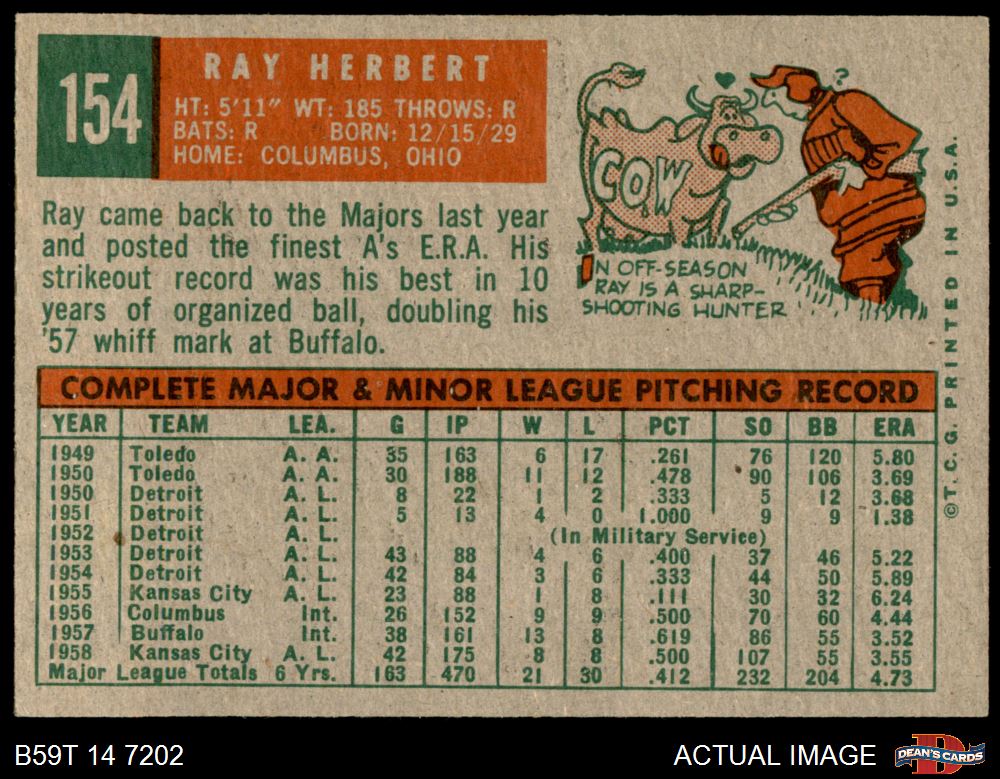 154
RAY HERBERT
HT: 5'11" WT: 185 THROWS: R
BATS: R BORN: 12/15/29
HOME: COLUMBUS, OHIO
Ray came back to the Majors last year
and posted the finest A's E.R.A. His
strikeout record was his best in 10
years of organized ball, doubling his
'57 whiff mark at Buffalo.
?
COW
IN OFF-SEASON
RAY IS A SHARP-
SHOOTING HUNTER
©T.C.G. PRINTED IN U.S.A.
COMPLETE MAJOR & MINOR LEAGUE PITCHING RECORD
YEAR TEAM LEA. G IP W L PCT SO BB ERA
1949 Toledo A. A. 35 163 6 17 .261 76 120 5.80
1950 Toledo A. A. 30 188 11 12 .478 90 106 3.69
1950 Detroit A. L. 8 22 1 2 .333 5 12 3.68
1951 Detroit A. L. 5 13 4 0 1.000 9 9 1.38
1952 Detroit A. L. (In Military Service)
1953 Detroit A. L. 43 88 4 6 .400 37 46 5.22
1954 Detroit A. L. 42 84 3 6 .333 44 50 5.89
1955 Kansas City A. L. 23 88 1 8 .111 30 32 6.24
1956 Columbus Int. 26 152 9 9 .500 70 60 4.44
1957 Buffalo Int. 38 161 13 8 .619 86 55 3.52
1958 Kansas City A. L. 42 175 8 8 .500 107 55 3.55
Major League Totals 6 Yrs. 163 470 21 30 .412 232 204 4.73
B59T 14 7202
ACTUAL IMAGE
DEAN'S CARDS